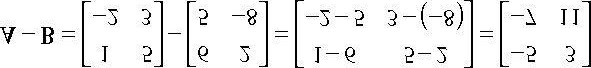 A − B = [1 5] − [6 2] = [1 − 6 5 − 2] = [−5 3]
[−2 3] [5 −8] [−2 − 5 3 − (−8)] [−7 11]